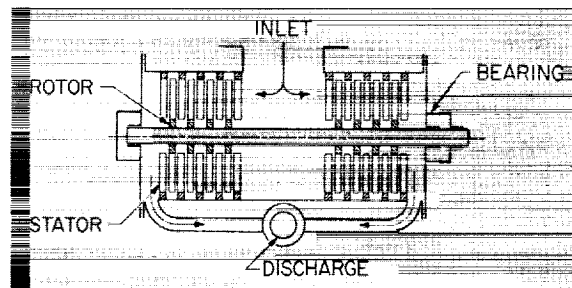 INLET
BEARING
ROTOR
STATOR
DISCHARGE